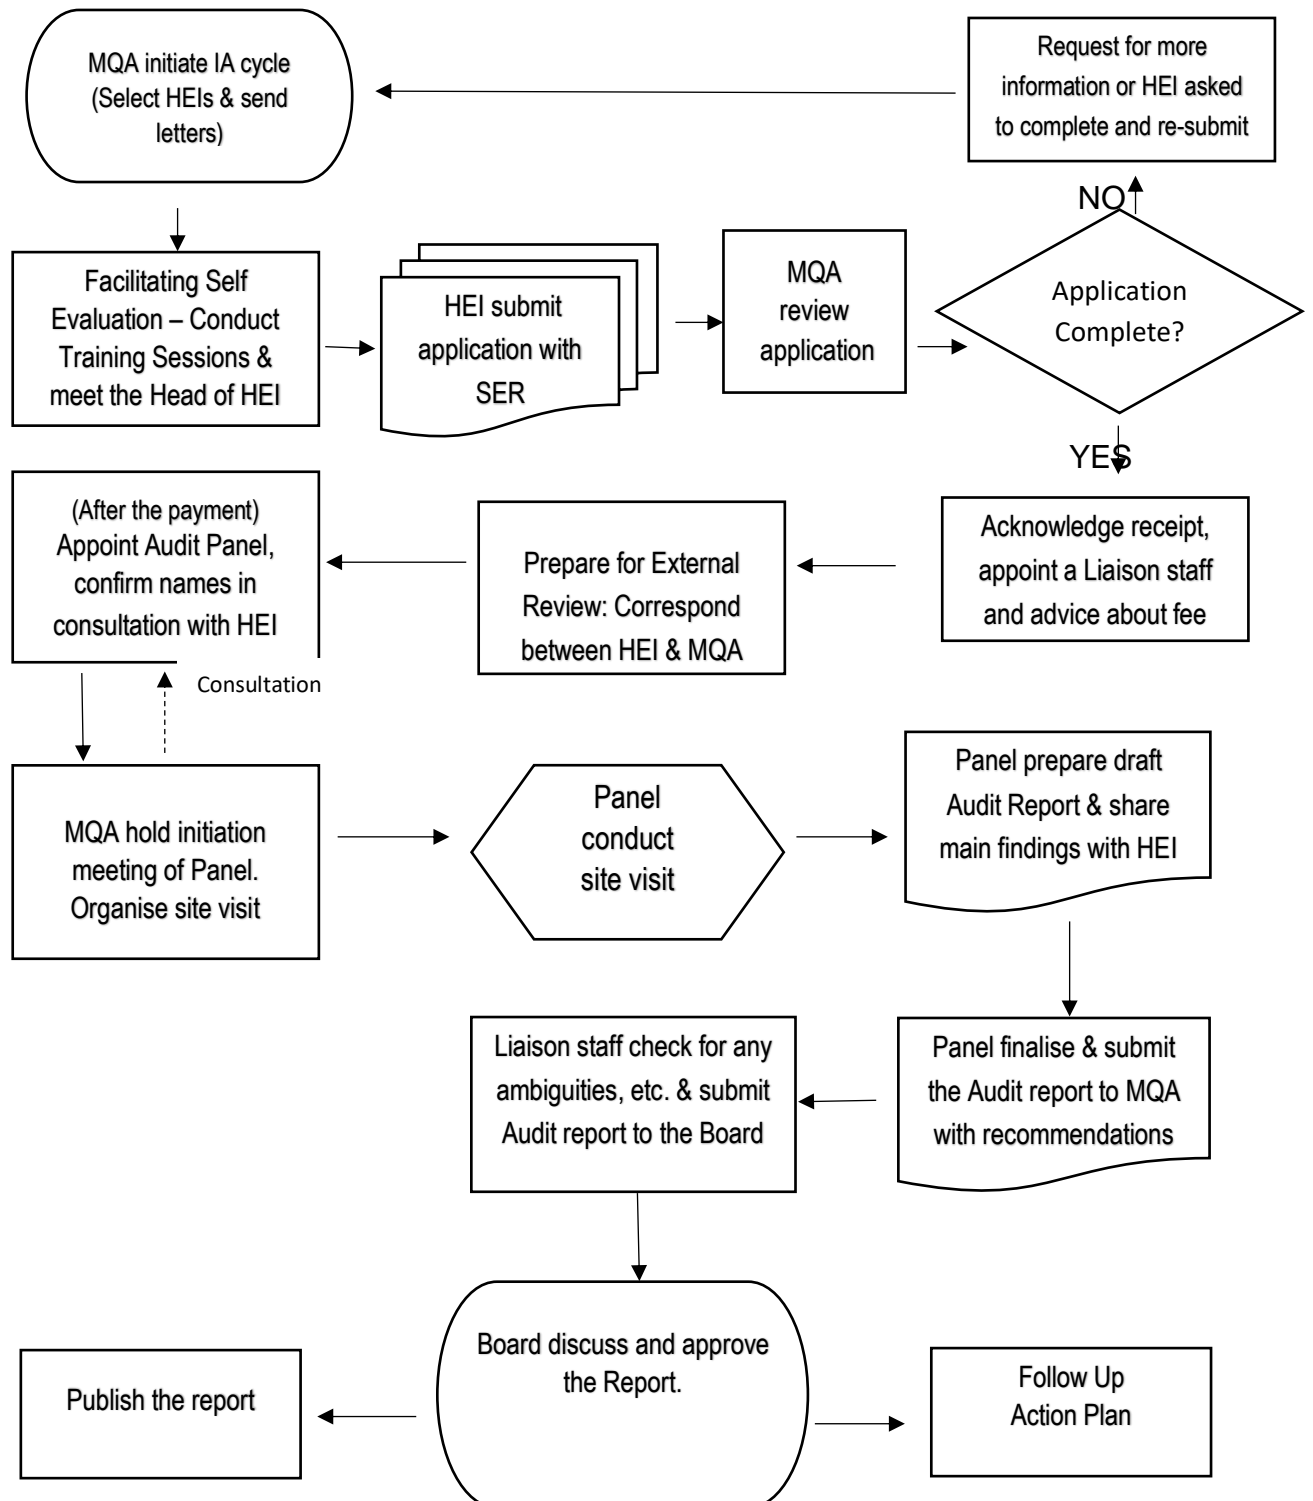 MQA initiate IA cycle
(Select HEIs & send
letters)
Request for more
information or HEI asked
to complete and re-submit
NO
Facilitating Self
Evaluation – Conduct
Training Sessions &
meet the Head of HEI
HEI submit
application with
SER
MQA
review
application
Application
Complete?
YES
(After the payment)
Appoint Audit Panel,
confirm names in
consultation with HEI
Prepare for External
Review: Correspond
between HEI & MQA
Acknowledge receipt,
appoint a Liaison staff
and advice about fee
Consultation
MQA hold initiation
meeting of Panel.
Organise site visit
Panel
conduct
site visit
Panel prepare draft
Audit Report & share
main findings with HEI
Liaison staff check for any
ambiguities, etc. & submit
Audit report to the Board
Panel finalise & submit
the Audit report to MQA
with recommendations
Publish the report
Board discuss and approve
the Report.
Follow Up
Action Plan